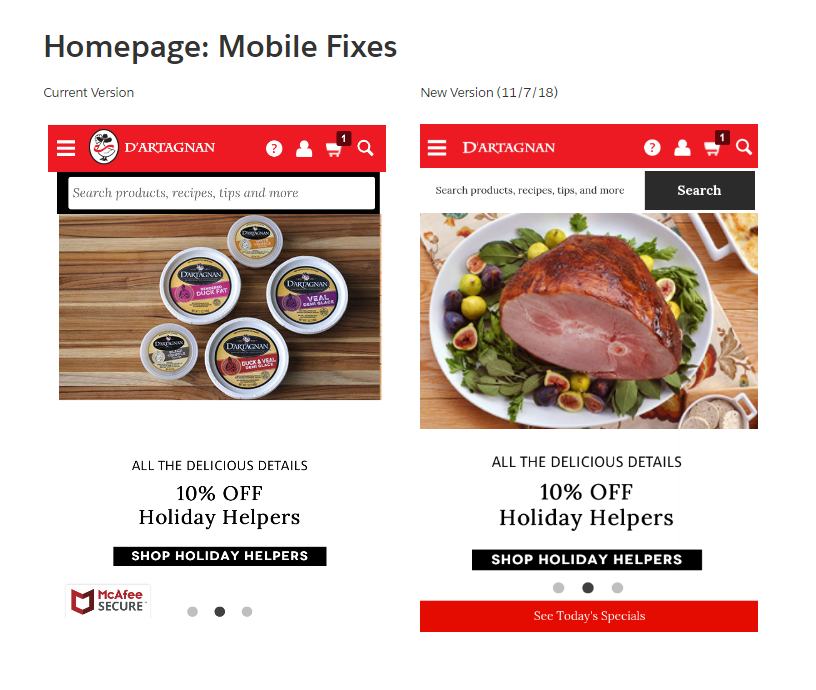 Homepage: Mobile Fixes
Current Version
D'ARTAGNAN
?
1
Search products, recipes, tips and more
D'ARTAGNAN
D'ARTAGNAN
RENDERED
DUCK FAT
D'ARTAGNAN
VEAL
DEMI GLACE
D'ARTAGNAN
D'ARTAGNAN
DUCK & VEAL
DEMI GLACE
ALL THE DELICIOUS DETAILS
10% OFF
Holiday Helpers
SHOP HOLIDAY HELPERS
McAfee
SECURE
New Version (11/7/18)
D'ARTAGNAN
?
1
Search products, recipes, tips, and more
Search
ALL THE DELICIOUS DETAILS
10% OFF
Holiday Helpers
SHOP HOLIDAY HELPERS
See Today's Specials